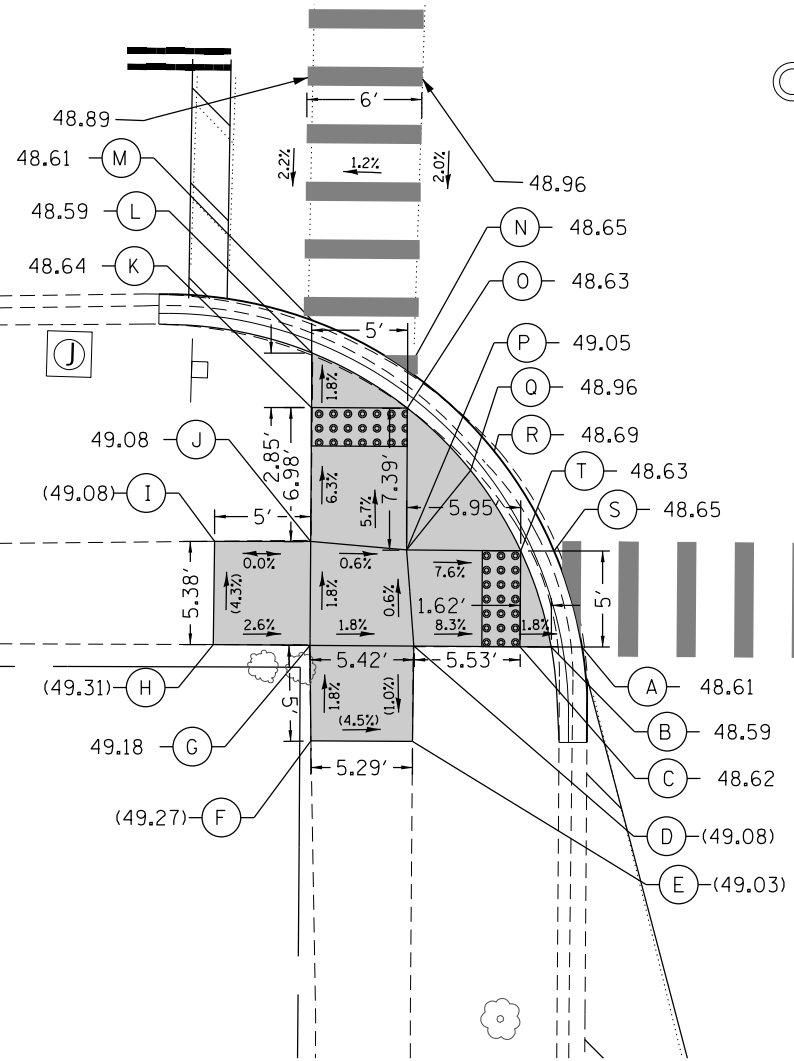 6'
48.89
48.61 M
2.2%
1.2%
2.0%
48.96
48.59 L
N 48.65
48.64 K
O 48.63
5'
P 49.05
J
1.8%
Q 48.96
49.08 J
2.85'
6.98'
7.39'
R 48.69
6.3%
5.7%
T 48.63
(49.08) I
5'
5.95'
S 48.65
5.38'
0.0%
0.6%
7.6%
(4.3%)
1.8%
0.6%
1.62'
5'
2.6%
1.8%
8.3%
1.8%
5.42'
5.53'
(49.31) H
A 48.61
5'
1.8%
(1.0%)
(4.5%)
B 48.59
49.18 G
5.29'
C 48.62
(49.27) F
D (49.08)
E (49.03)